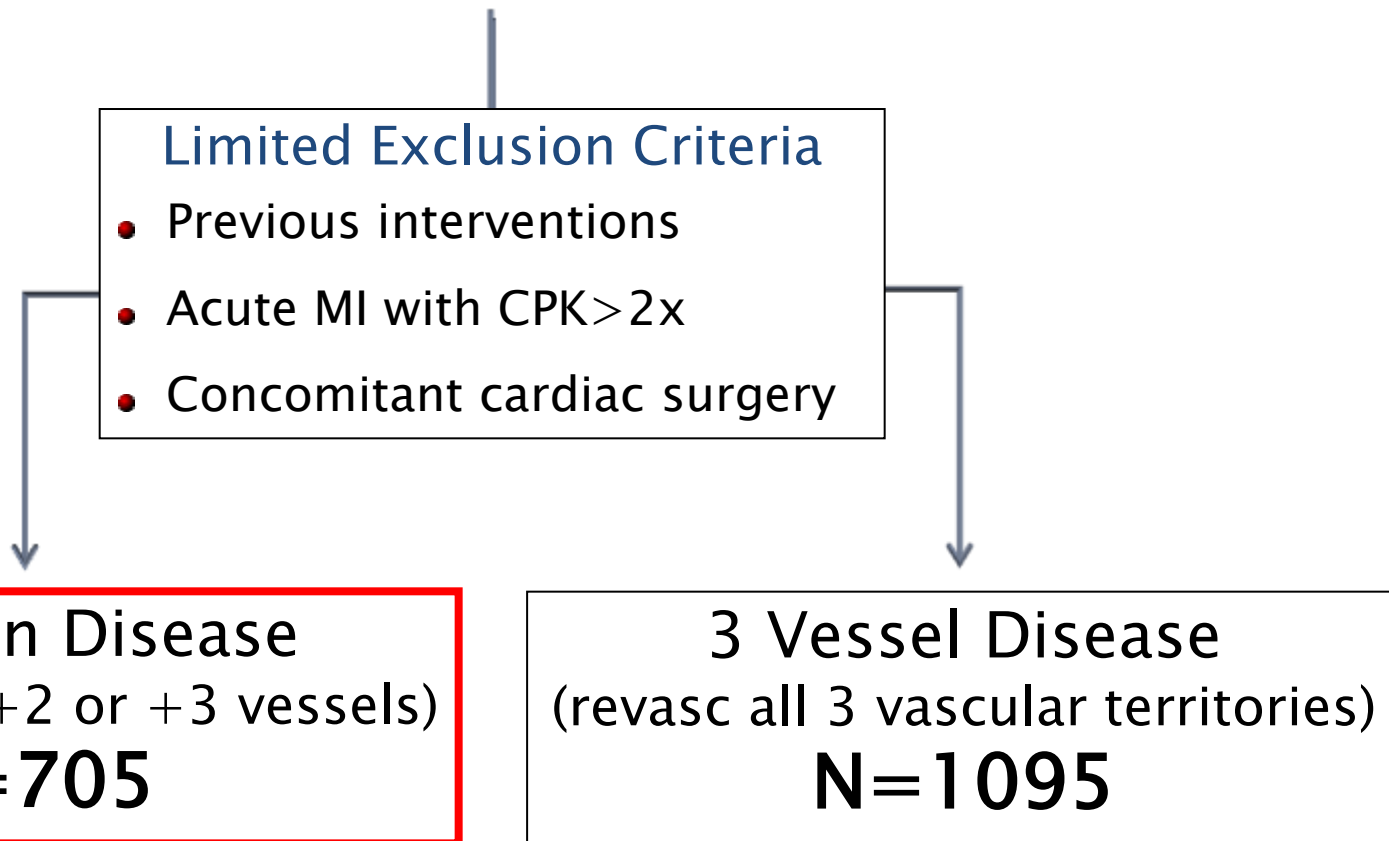 Limited Exclusion Criteria
• Previous interventions
• Acute MI with CPK>2x
• Concomitant cardiac surgery
n Disease
+2 or +3 vessels)
=705
3 Vessel Disease
(revasc all 3 vascular territories)
N=1095